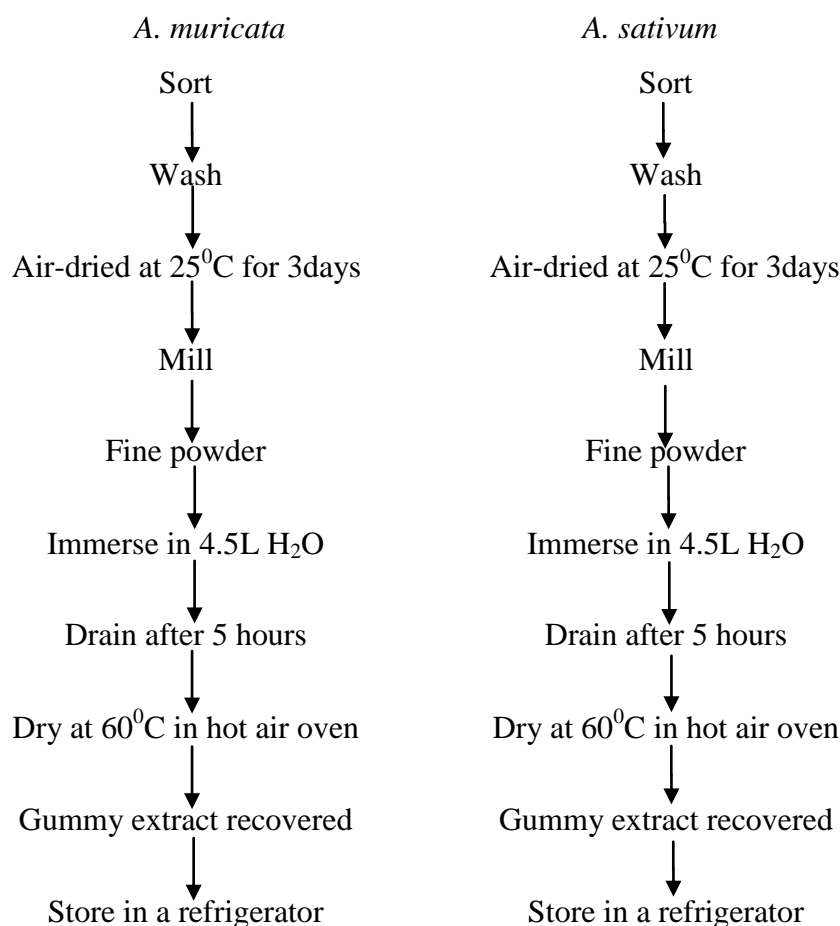 A. muricata
Sort
Wash
Air-dried at 25⁰C for 3days
Mill
Fine powder
Immerse in 4.5L H₂O
Drain after 5 hours
Dry at 60⁰C in hot air oven
Gummy extract recovered
Store in a refrigerator
A. sativum
Sort
Wash
Air-dried at 25⁰C for 3days
Mill
Fine powder
Immerse in 4.5L H₂O
Drain after 5 hours
Dry at 60⁰C in hot air oven
Gummy extract recovered
Store in a refrigerator